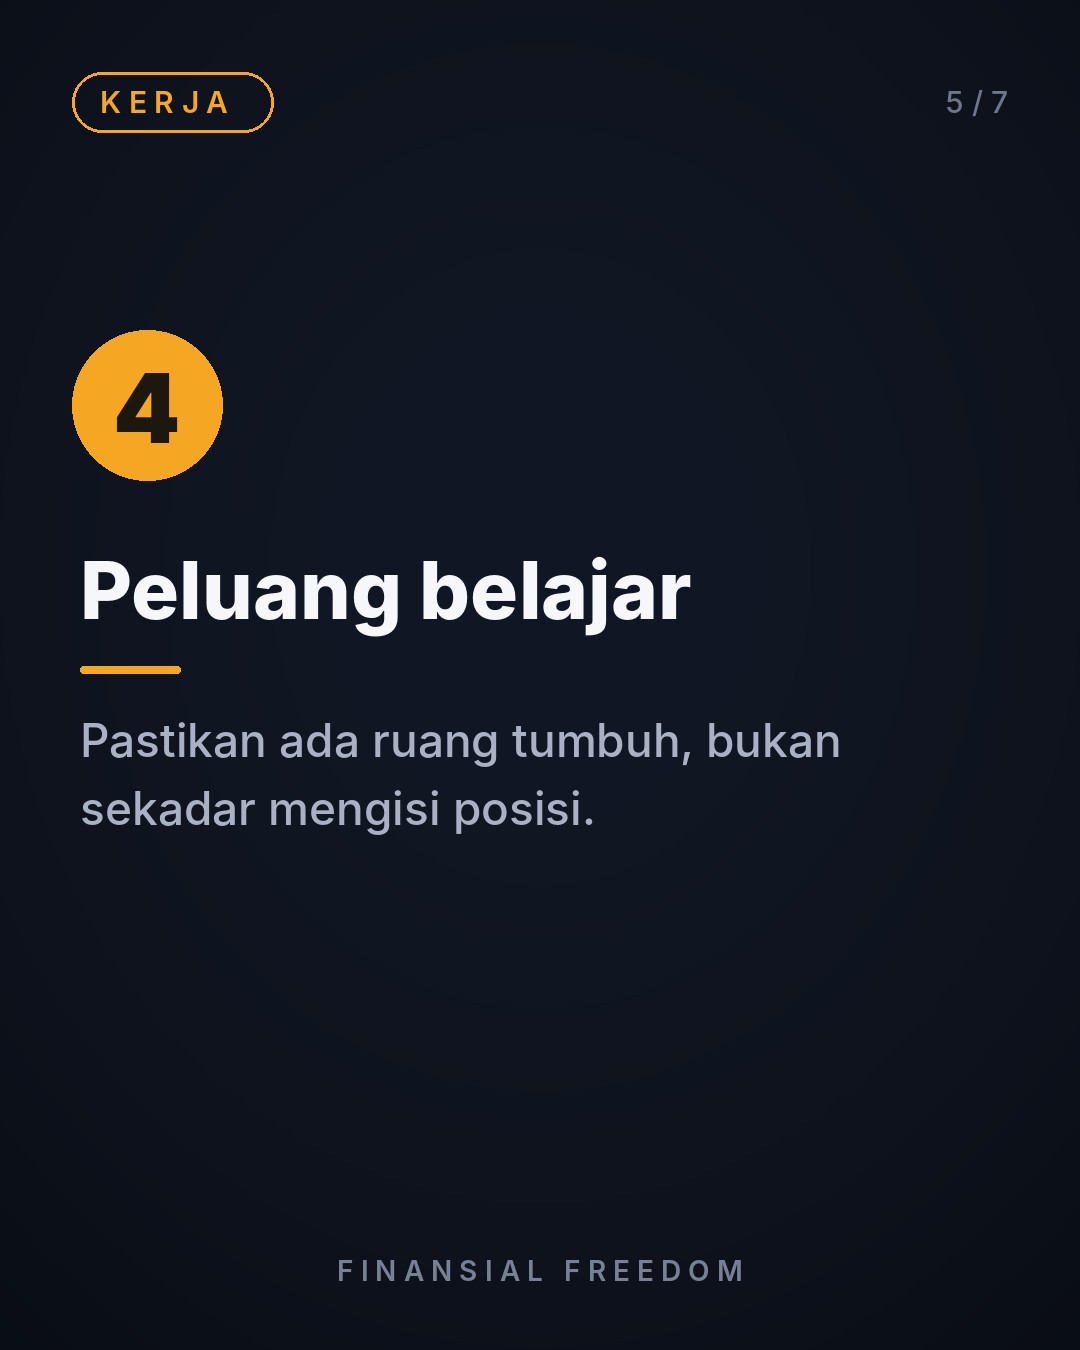 KERJA
5/7
4
Peluang belajar
Pastikan ada ruang tumbuh, bukan
sekadar mengisi posisi.
FINANSIAL FREEDOM